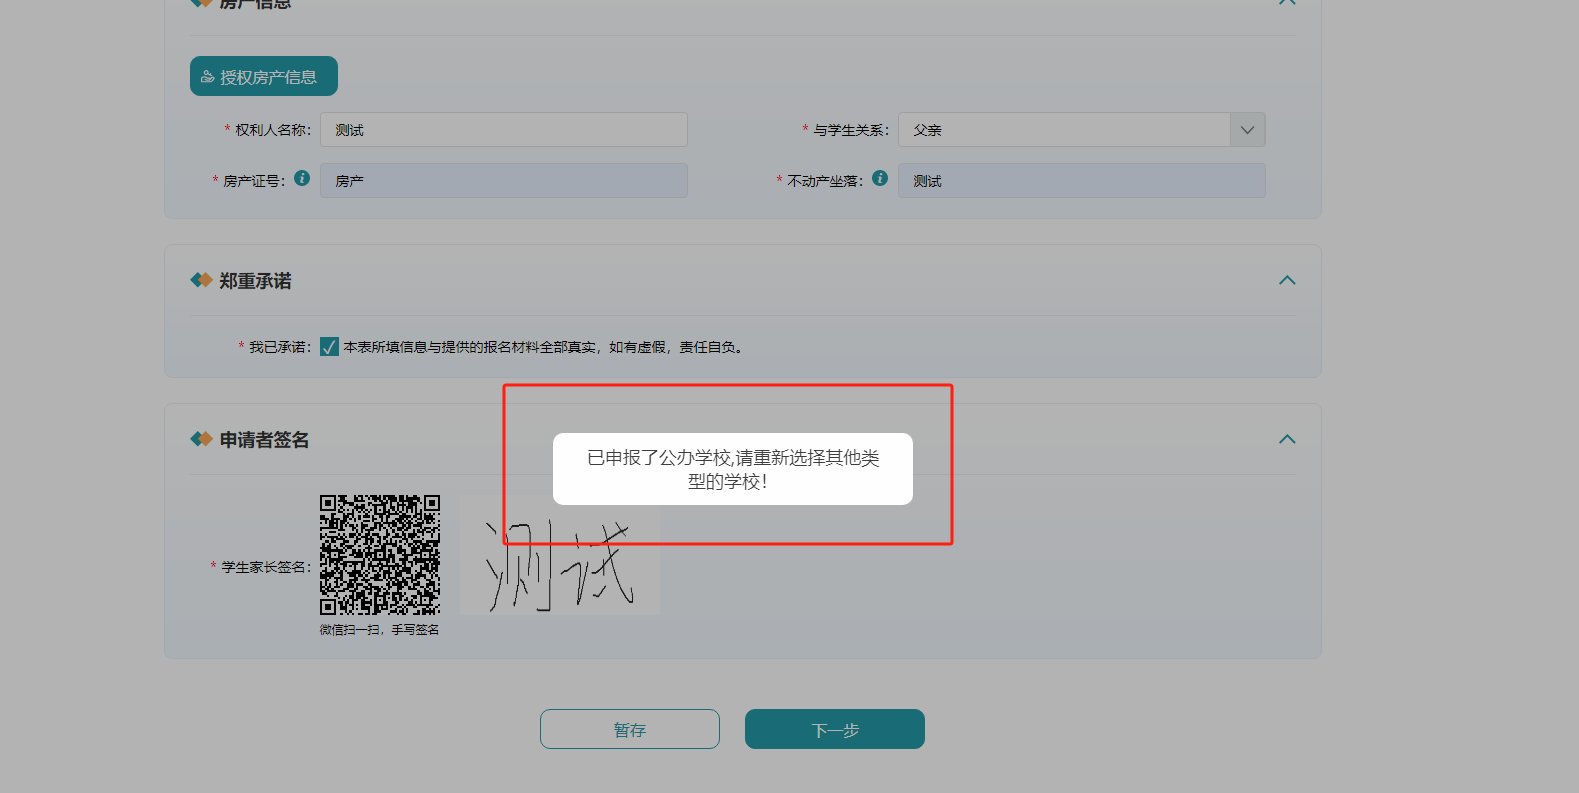 房产信息
授权房产信息
* 权利人名称： 测试
* 与学生关系： 父亲
* 房产证号： 房产
* 不动产坐落： 测试
郑重承诺
* 我已承诺： 本表所填信息与提供的报名材料全部真实，如有虚假，责任自负。
申请者签名
已申报了公办学校,请重新选择其他类
型的学校！
* 学生家长签名：
测试
微信扫一扫，手写签名
暂存
下一步